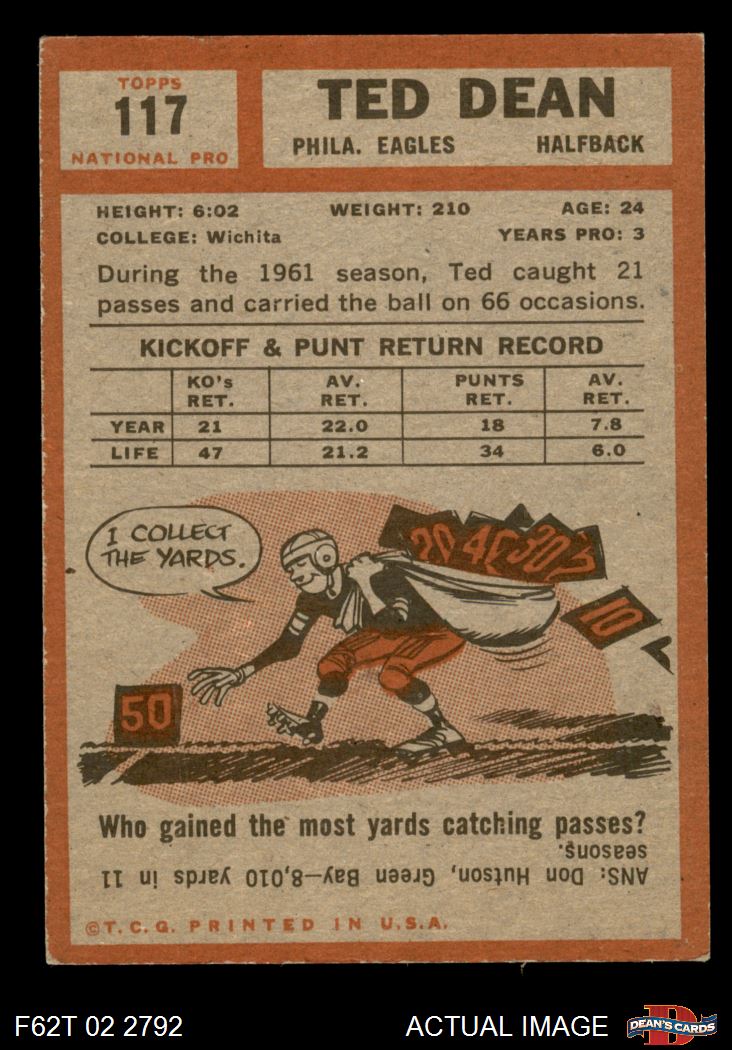 TOPPS
117
NATIONAL PRO
TED DEAN
PHILA. EAGLES HALFBACK
HEIGHT: 6:02 WEIGHT: 210 AGE: 24
COLLEGE: Wichita YEARS PRO: 3
During the 1961 season, Ted caught 21
passes and carried the ball on 66 occasions.
KICKOFF & PUNT RETURN RECORD
KO's RET. AV. RET. PUNTS RET. AV. RET.
YEAR 21 22.0 18 7.8
LIFE 47 21.2 34 6.0
I COLLECT
THE YARDS.
20 40 30
10
50
Who gained the most yards catching passes?
ANS: Don Hutson, Green Bay—8,010 yards in 11
seasons.
©T.C.G. PRINTED IN U.S.A.
F62T 02 2792 ACTUAL IMAGE
D
DEAN'S CARDS